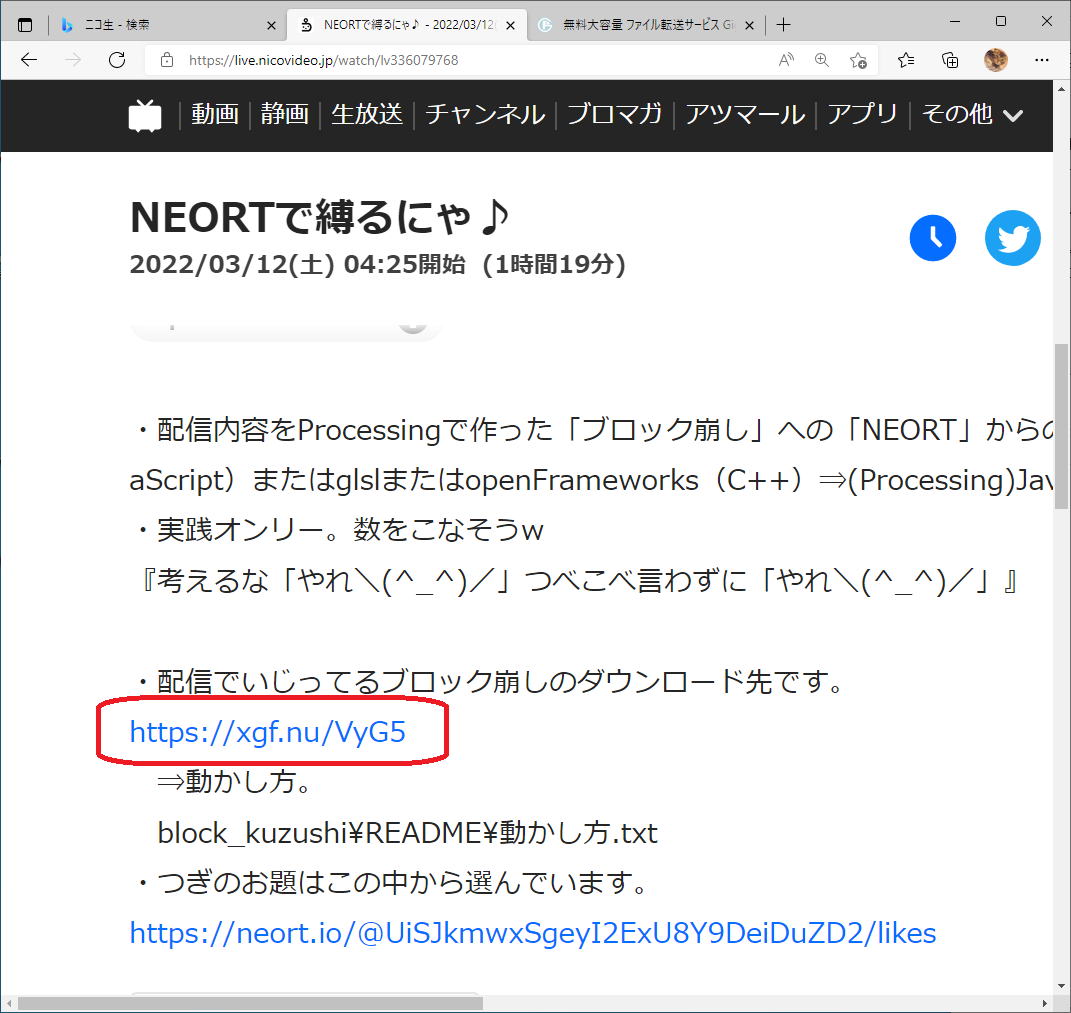 ニコ生 - 検索
NEORTで縛るにゃ♪ - 2022/03/12(
無料大容量 ファイル転送サービス Gi
https://live.nicovideo.jp/watch/lv336079768
動画 静画 生放送 チャンネル ブロマガ アツマール アプリ その他
NEORTで縛るにゃ♪
2022/03/12(土) 04:25開始 (1時間19分)
・配信内容をProcessingで作った「ブロック崩し」への「NEORT」からの
aScript）またはglslまたはopenFrameworks（C++）⇒(Processing)Jav
・実践オンリー。数をこなそうw
『考えるな「やれ＼(^_^)／」つべこべ言わずに「やれ＼(^_^)／」』
・配信でいじってるブロック崩しのダウンロード先です。
https://xgf.nu/VyG5
⇒動かし方。
block_kuzushi¥README¥動かし方.txt
・つぎのお題はこの中から選んでいます。
https://neort.io/@UiSJkmwxSgeyI2ExU8Y9DeiDuZD2/likes